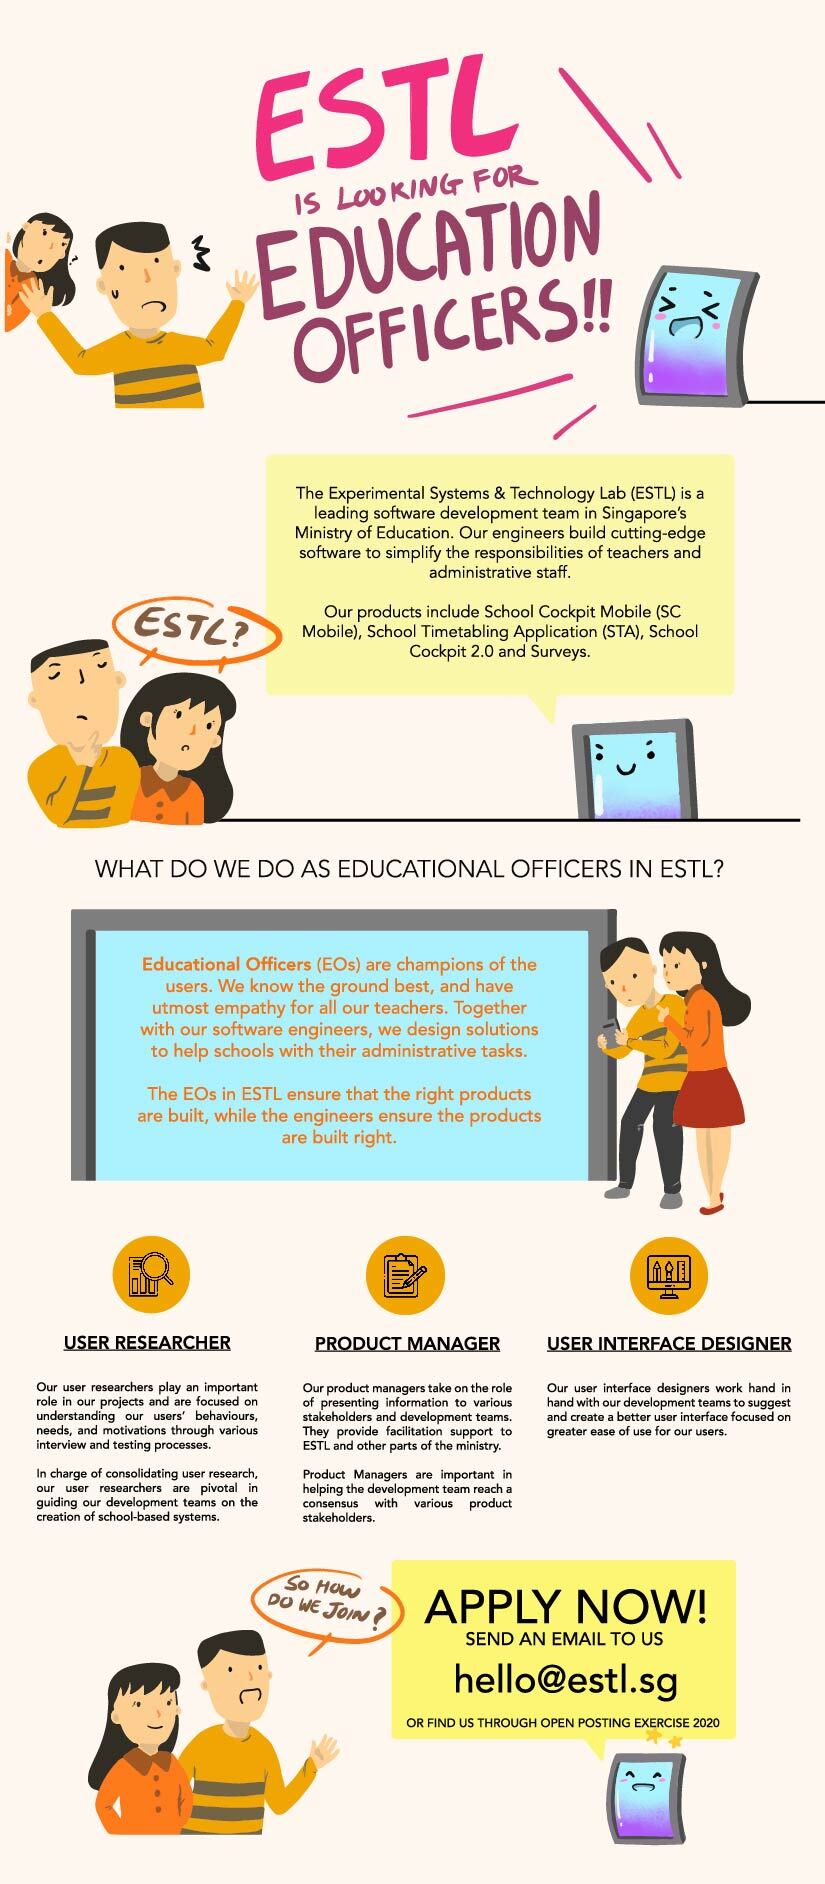 ESTL
IS LOOKING FOR
EDUCATION
OFFICERS!!
The Experimental Systems & Technology Lab (ESTL) is a
leading software development team in Singapore's
Ministry of Education. Our engineers build cutting-edge
software to simplify the responsibilities of teachers and
administrative staff.
Our products include School Cockpit Mobile (SC
Mobile), School Timetabling Application (STA), School
Cockpit 2.0 and Surveys.
ESTL?
WHAT DO WE DO AS EDUCATIONAL OFFICERS IN ESTL?
Educational Officers (EOs) are champions of the
users. We know the ground best, and have
utmost empathy for all our teachers. Together
with our software engineers, we design solutions
to help schools with their administrative tasks.
The EOs in ESTL ensure that the right products
are built, while the engineers ensure the products
are built right.
USER RESEARCHER
Our user researchers play an important
role in our projects and are focused on
understanding our users' behaviours,
needs, and motivations through various
interview and testing processes.
In charge of consolidating user research,
our user researchers are pivotal in
guiding our development teams on the
creation of school-based systems.
PRODUCT MANAGER
Our product managers take on the role
of presenting information to various
stakeholders and development teams.
They provide facilitation support to
ESTL and other parts of the ministry.
Product Managers are important in
helping the development team reach a
consensus with various product
stakeholders.
USER INTERFACE DESIGNER
Our user interface designers work hand in
hand with our development teams to suggest
and create a better user interface focused on
greater ease of use for our users.
SO HOW
DO WE JOIN?
APPLY NOW!
SEND AN EMAIL TO US
hello@estl.sg
OR FIND US THROUGH OPEN POSTING EXERCISE 2020